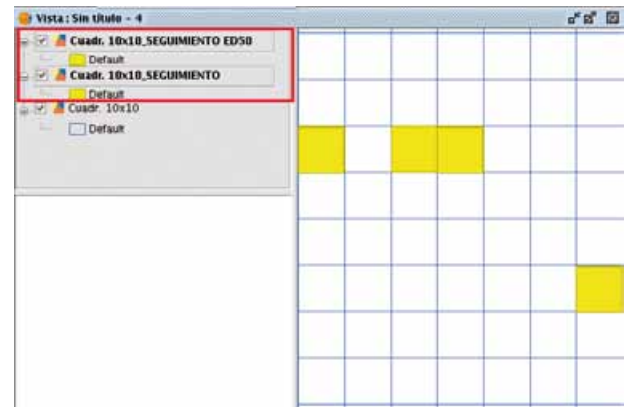 Vista : Sin título - 4
Cuadr. 10x10_SEGUIMIENTO ED50
Default
Cuadr. 10x10_SEGUIMIENTO
Default
Cuadr. 10x10
Default